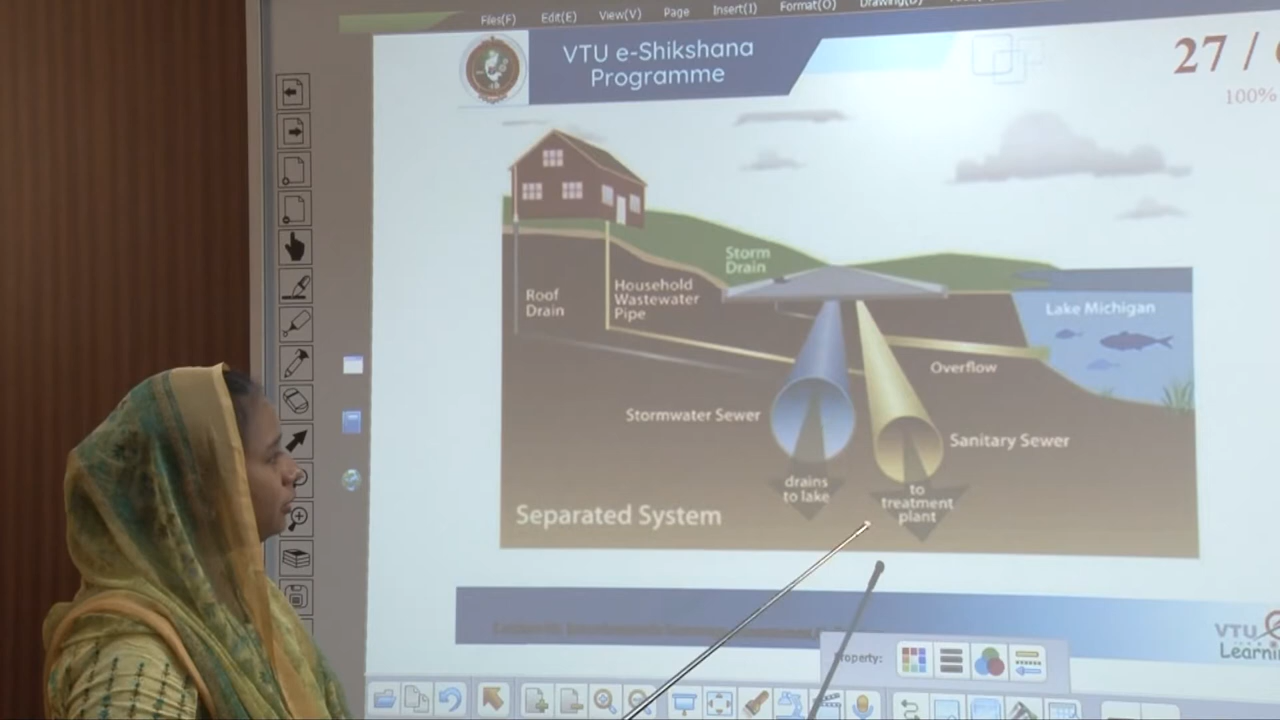 Files(F) Edit(E) View(V) Page Insert(I) Format(O) Drawing(D)
VTU e-Shikshana
Programme
27 /
100%
Storm
Drain
Roof
Drain
Household
Wastewater
Pipe
Lake Michigan
Overflow
Stormwater Sewer
Sanitary Sewer
drains
to lake
to
treatment
plant
Separated System
VTU
Property: